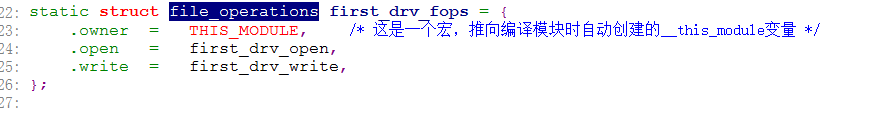 22: static struct file_operations first_drv_fops = {
23:     .owner  =   THIS_MODULE,    /* 这是一个宏，推向编译模块时自动创建的__this_module变量 */
24:     .open   =   first_drv_open,
25:     .write  =   first_drv_write,
26: };
27: